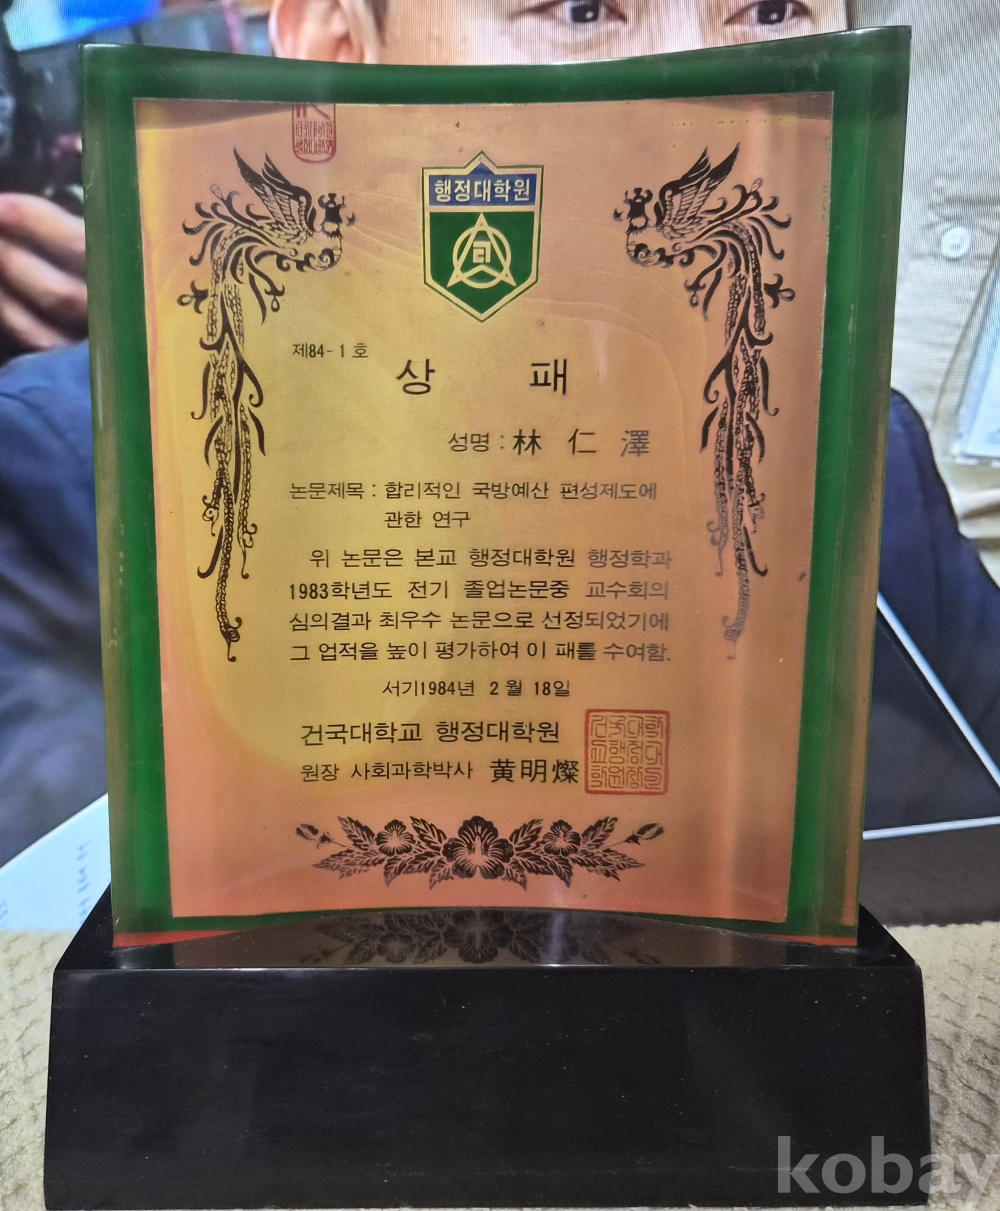 행정대학원
제84-1호
상 패
성명 : 林 仁 澤
논문제목 : 합리적인 국방예산 편성제도에
관한 연구
위 논문은 본교 행정대학원 행정학과
1983학년도 전기 졸업논문중 교수회의
심의결과 최우수 논문으로 선정되었기에
그 업적을 높이 평가하여 이 패를 수여함.
서기1984년 2월 18일
건국대학교 행정대학원
원장 사회과학박사 黄明燦
kobay